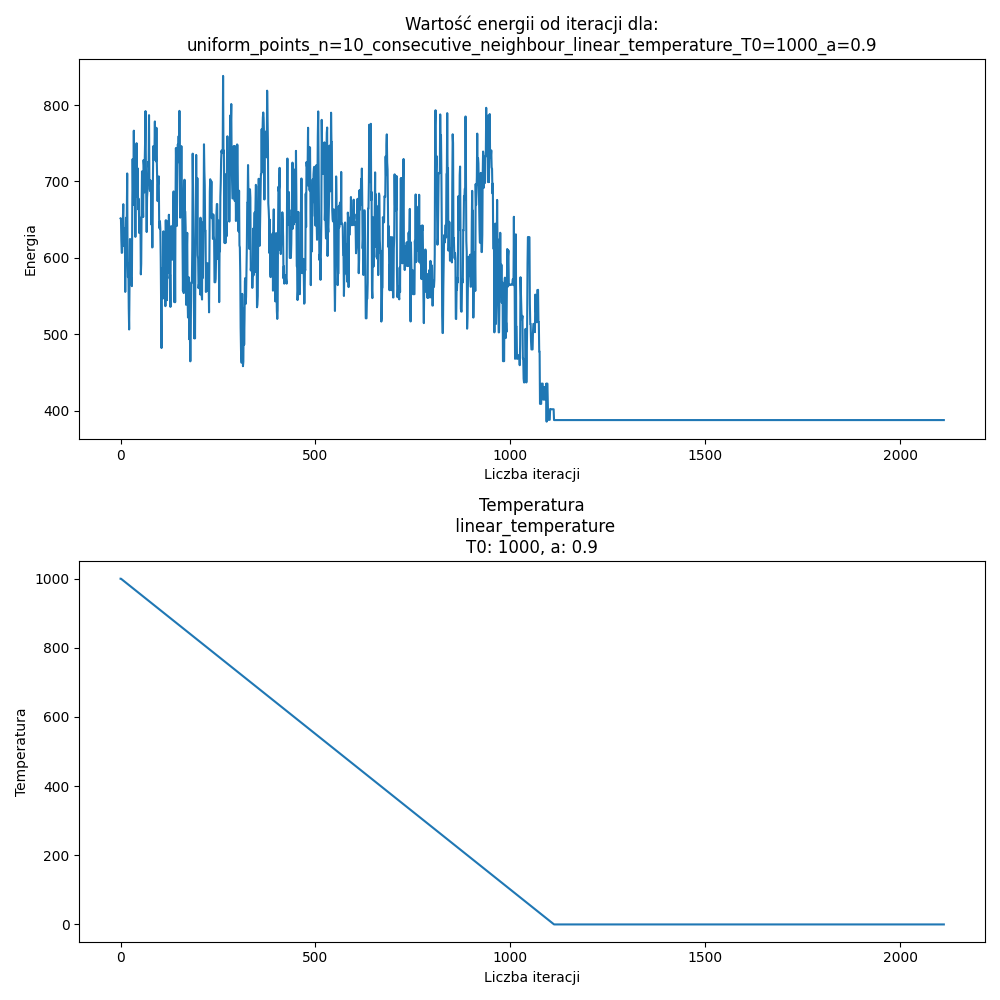 Wartość energii od iteracji dla:
uniform_points_n=10_consecutive_neighbour_linear_temperature_T0=1000_a=0.9
800
700
600
500
400
Energia
0 500 1000 1500 2000
Liczba iteracji
Temperatura
linear_temperature
T0: 1000, a: 0.9
1000
800
600
400
200
0
Temperatura
0 500 1000 1500 2000
Liczba iteracji